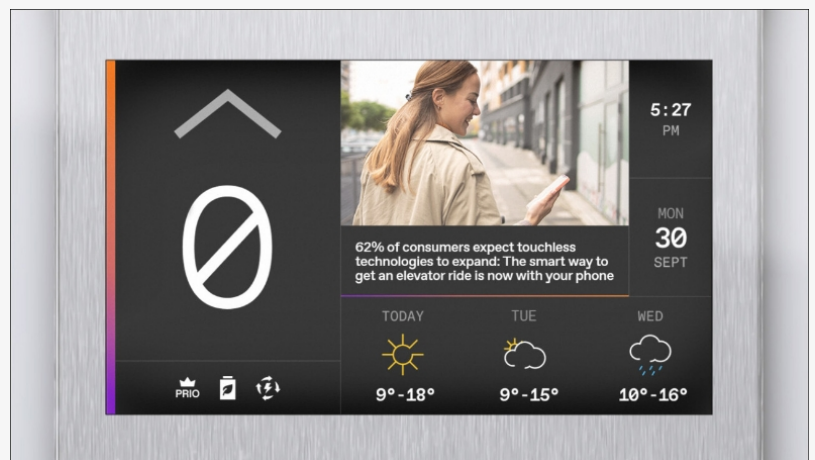 0
PRIO
62% of consumers expect touchless
technologies to expand: The smart way to
get an elevator ride is now with your phone
5:27
PM
MON
30
SEPT
TODAY TUE WED
9°-18° 9°-15° 10°-16°